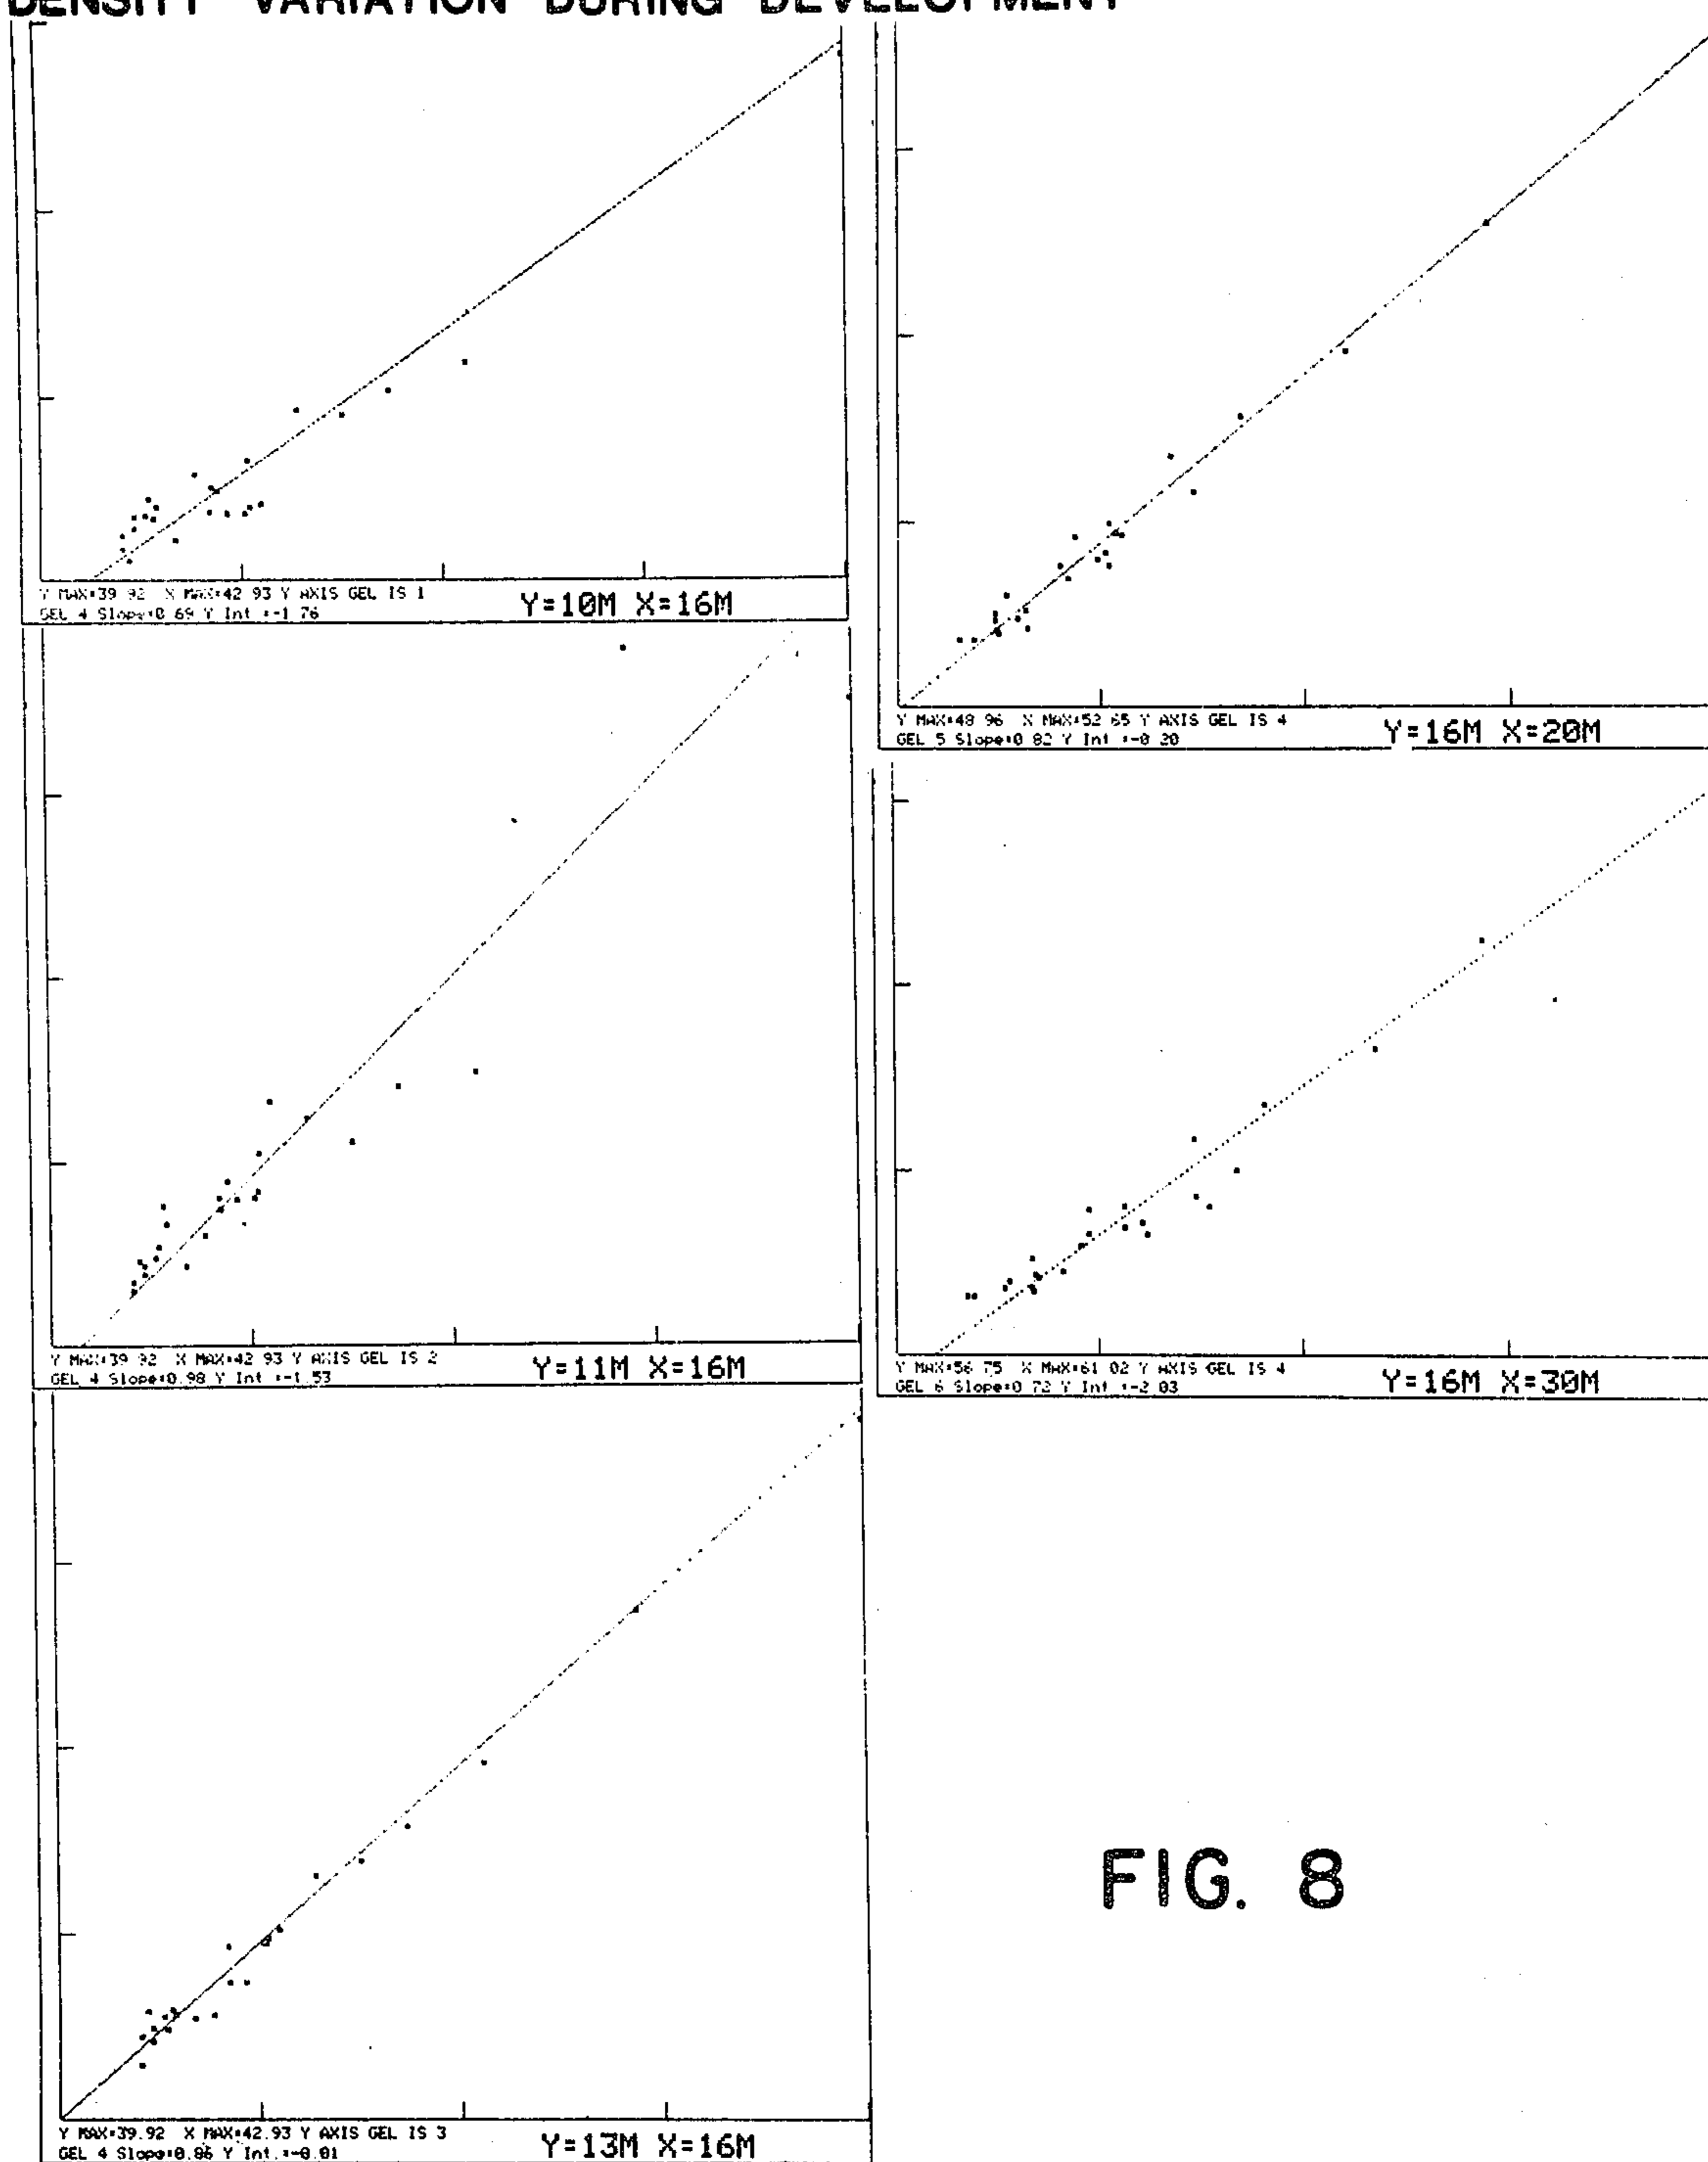 DENSITY VARIATION DURING DEVELOPMENT
Y MAX=39 92 X MAX=42 93 Y AXIS GEL IS 1
GEL 4 Slope=0 69 Y Int =-1 76
Y=10M X=16M
Y MAX=48 96 X MAX=52 65 Y AXIS GEL IS 4
GEL 5 Slope=0 82 Y Int =-0 20
Y=16M X=20M
Y MAX=39 92 X MAX=42 93 Y AXIS GEL IS 2
GEL 4 Slope=0.98 Y Int =-1.53
Y=11M X=16M
Y MAX=56 75 X MAX=61 02 Y AXIS GEL IS 4
GEL 6 Slope=0 72 Y Int =-2 03
Y=16M X=30M
Y MAX=39.92 X MAX=42.93 Y AXIS GEL IS 3
GEL 4 Slope=0.86 Y Int.=-0.01
Y=13M X=16M
FIG. 8